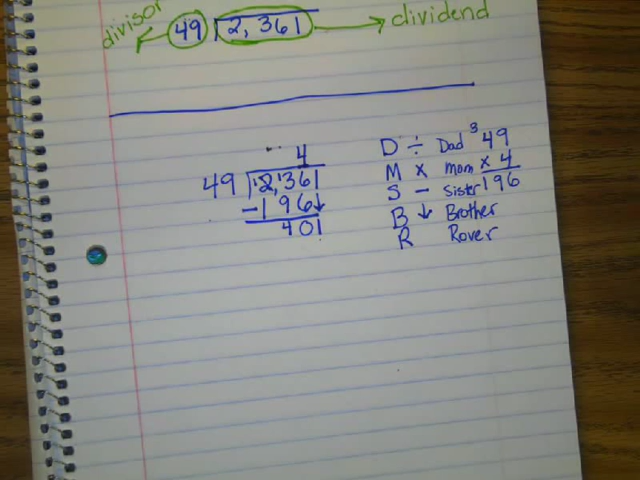 divisor 49 2,361 dividend
4
49 2,361
-196↓
401
D ÷ Dad
M × mom
S - Sister
B ↓ Brother
R Rover
3
49
× 4
196